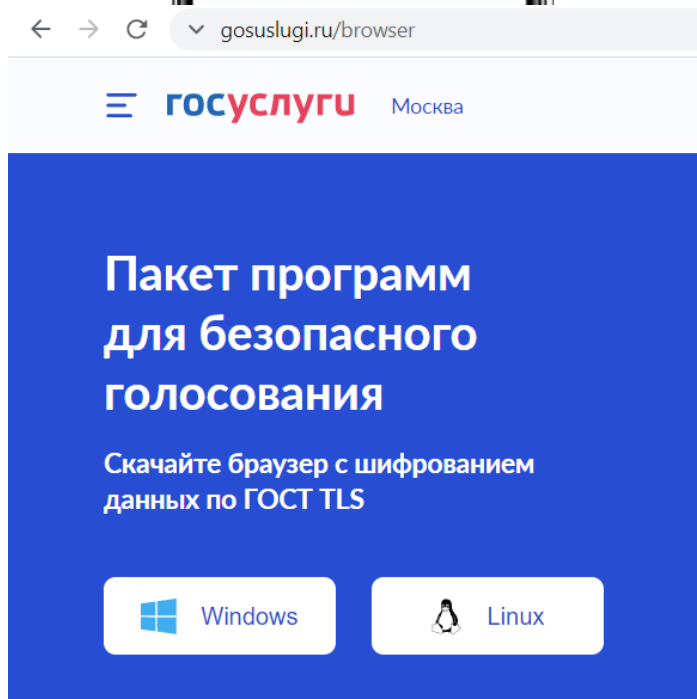 gosuslugi.ru/browser
госуслуги Москва
Пакет программ
для безопасного
голосования
Скачайте браузер с шифрованием
данных по ГОСТ TLS
Windows Linux